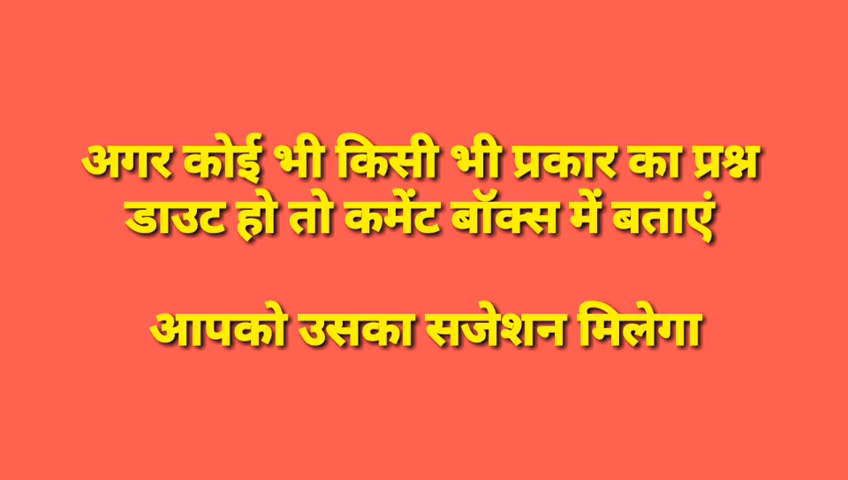 अगर कोई भी किसी भी प्रकार का प्रश्न
डाउट हो तो कमेंट बॉक्स में बताएं
आपको उसका सजेशन मिलेगा